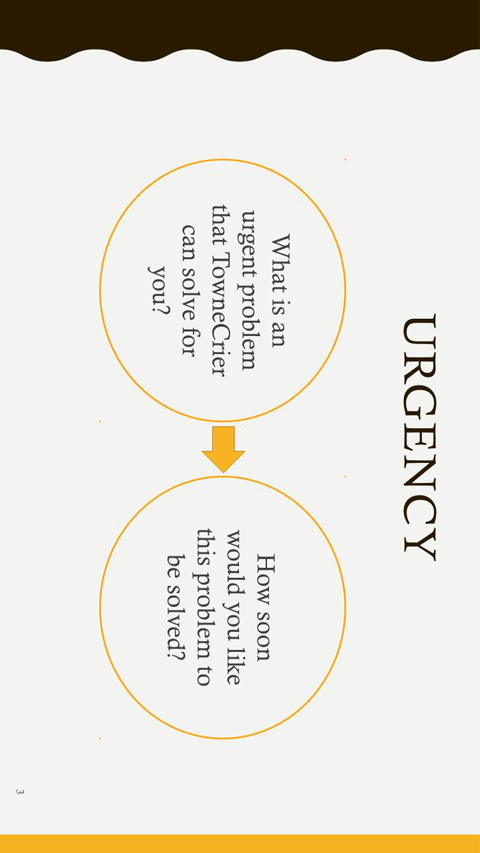 URGENCY
What is an
urgent problem
that TowneCrier
can solve for
you?
How soon
would you like
this problem to
be solved?
3